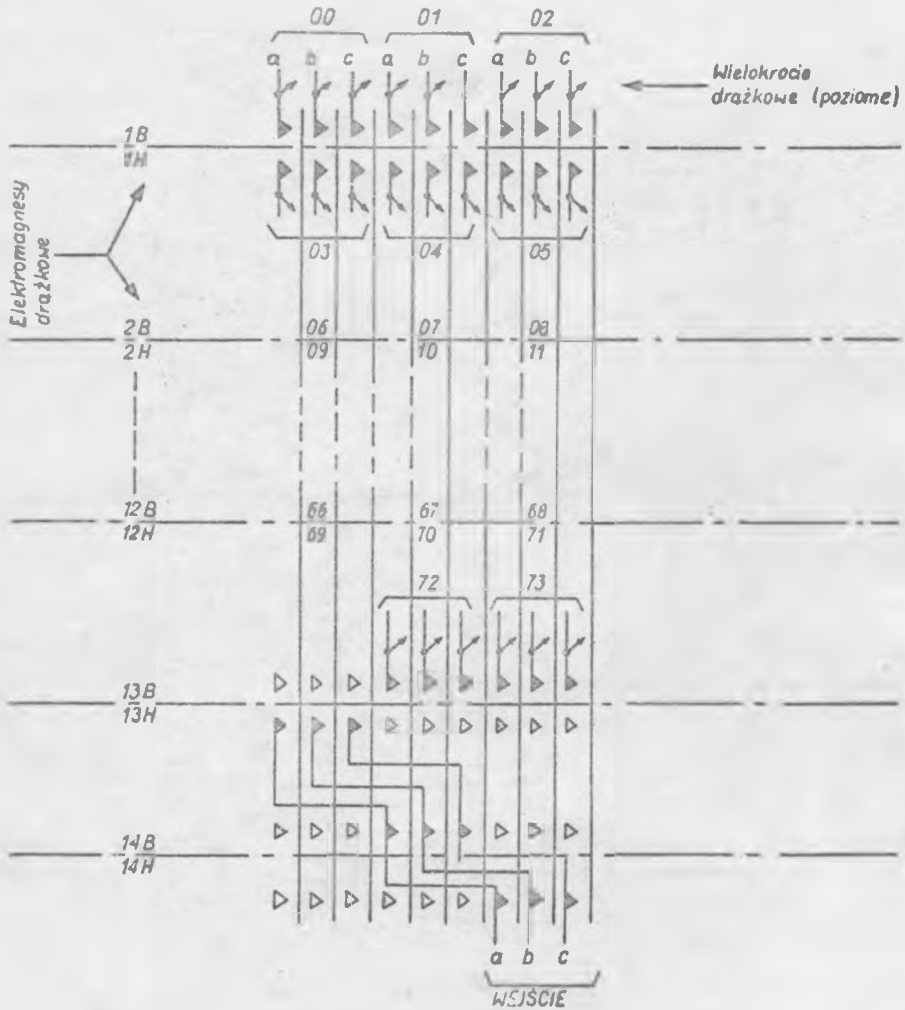 00 01 02
a b c a b c a b c
Wielokrocie
drążkowe (poziome)
1B
1H
Elektromagnesy
drążkowe
03 04 05
2B 06 07 08
2H 09 10 11
12B 66 67 68
12H 69 70 71
72 73
13B
13H
14B
14H
a b c
WEJŚCIE